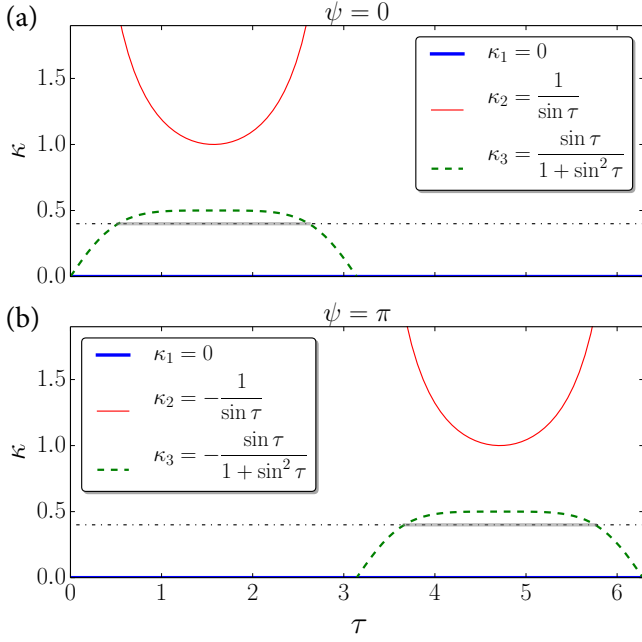 (a)
ψ = 0
κ
1.5
1.0
0.5
0.0
κ₁ = 0
κ₂ = 1 / sin τ
κ₃ = sin τ / (1 + sin² τ)
(b)
ψ = π
κ
1.5
1.0
0.5
0.0
κ₁ = 0
κ₂ = − 1 / sin τ
κ₃ = − sin τ / (1 + sin² τ)
0 1 2 3 4 5 6
τ